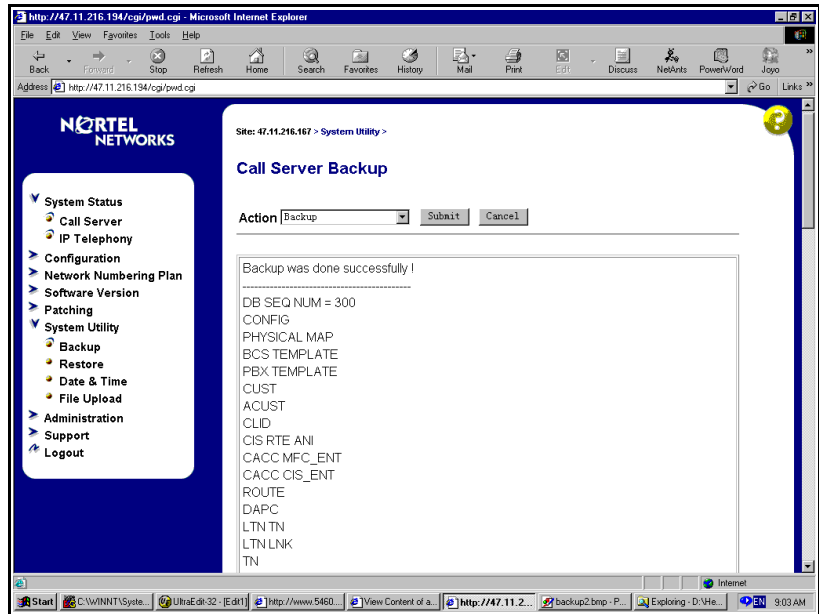 http://47.11.216.194/cgi/pwd.cgi - Microsoft Internet Explorer
File Edit View Favorites Tools Help
Back Forward Stop Refresh Home Search Favorites History Mail Print Edit Discuss NetAnts PowerWord Joyo
Address http://47.11.216.194/cgi/pwd.cgi Go Links »
NORTEL
NETWORKS
Site: 47.11.216.167 > System Utility >
Call Server Backup
Action Backup Submit Cancel
System Status
Call Server
IP Telephony
Configuration
Network Numbering Plan
Software Version
Patching
System Utility
Backup
Restore
Date & Time
File Upload
Administration
Support
Logout
Backup was done successfully !
-------------------------------------------
DB SEQ NUM = 300
CONFIG
PHYSICAL MAP
BCS TEMPLATE
PBX TEMPLATE
CUST
ACUST
CLID
CIS RTE ANI
CACC MFC_ENT
CACC CIS_ENT
ROUTE
DAPC
LTN TN
LTN LNK
TN
Internet
Start C:\WINNT\Syste... UltraEdit-32 - [Edit1] http://www.5460.... View Content of a... http://47.11.2... backup2.bmp - P... Exploring - D:\He... EN 9:03 AM